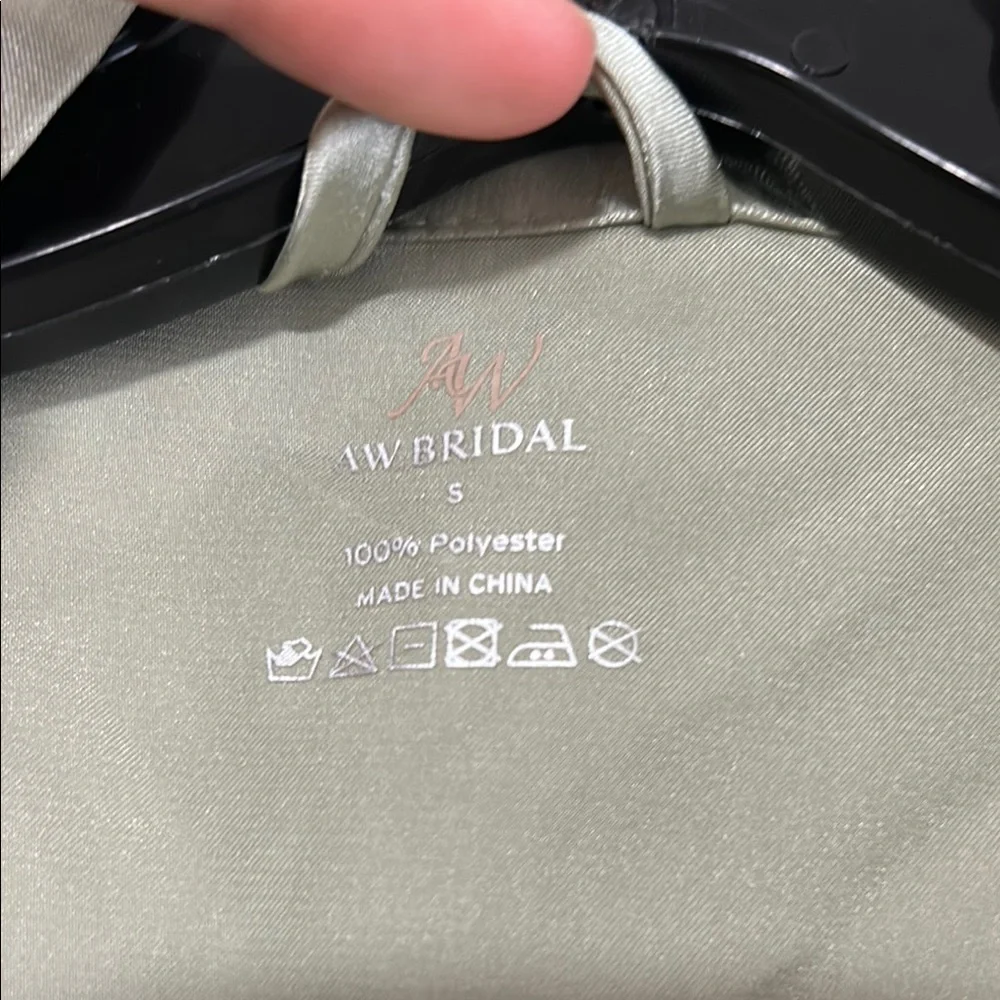 AW
AW BRIDAL
S
100% Polyester
MADE IN CHINA